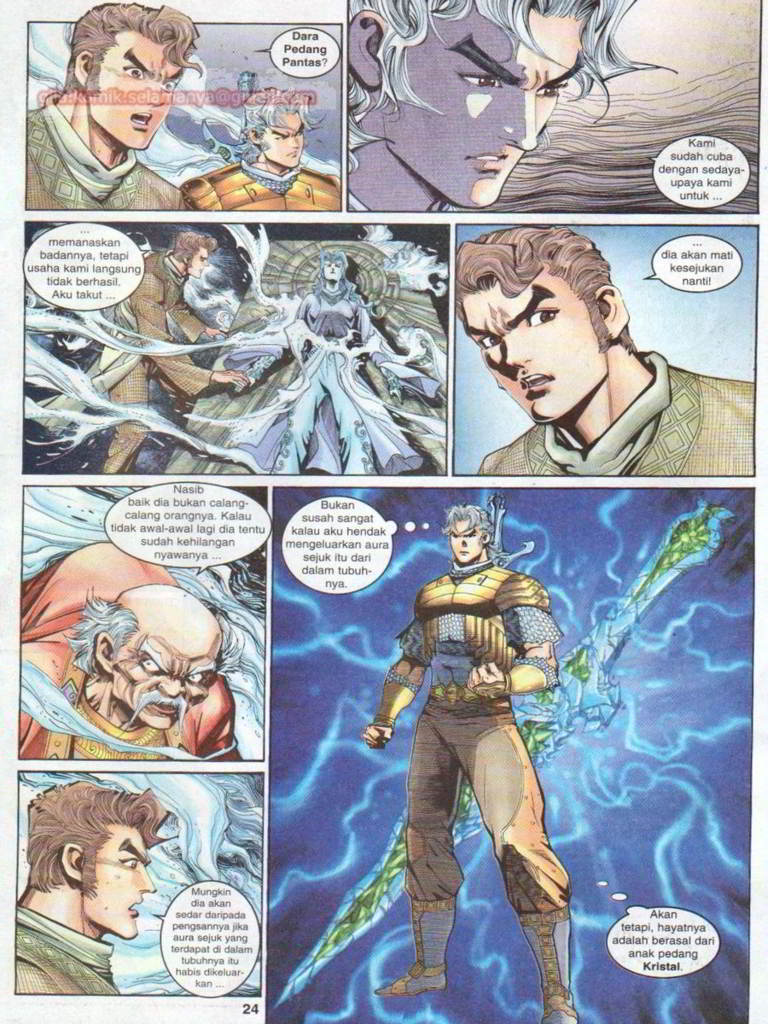 Dara
Pedang
Pantas?
Kami
sudah cuba
dengan sedaya-
upaya kami
untuk ...
...
memanaskan
badannya, tetapi
usaha kami langsung
tidak berhasil.
Aku takut ...
...
dia akan mati
kesejukan
nanti!
Nasib
baik dia bukan calang-
calang orangnya. Kalau
tidak awal-awal lagi dia tentu
sudah kehilangan
nyawanya ...
Bukan
susah sangat
kalau aku hendak
mengeluarkan aura
sejuk itu dari
dalam tubuh-
nya.
Mungkin
dia akan
sedar daripada
pengsannya jika
aura sejuk yang
terdapat di dalam
tubuhnya itu
habis dikeluar-
kan ...
Akan
tetapi, hayatnya
adalah berasal dari
anak pedang
Kristal.
24